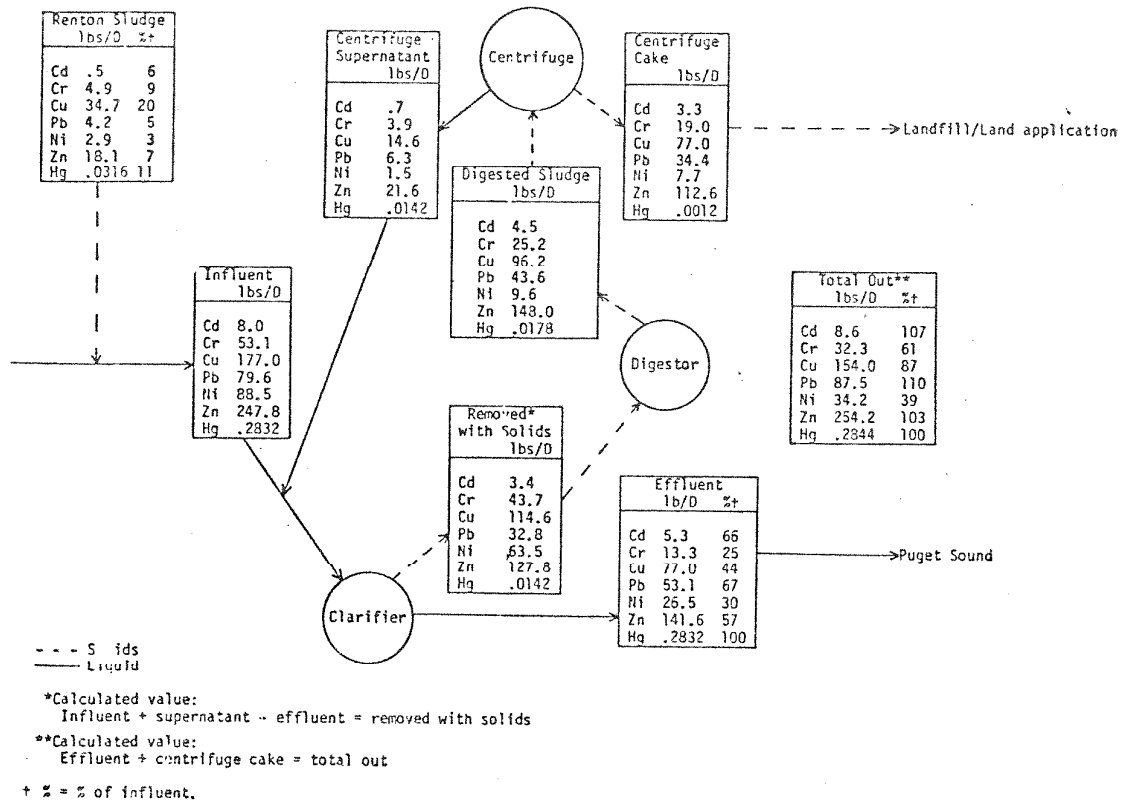 Renton Sludge
lbs/D %+
Cd .5 6
Cr 4.9 9
Cu 34.7 20
Pb 4.2 5
Ni 2.9 3
Zn 18.1 7
Hg .0316 11
Centrifuge
Supernatant
lbs/D
Cd .7
Cr 3.9
Cu 14.6
Pb 6.3
Ni 1.5
Zn 21.6
Hg .0142
Centrifuge
Centrifuge
Cake
lbs/D
Cd 3.3
Cr 19.0
Cu 77.0
Pb 34.4
Ni 7.7
Zn 112.6
Hg .0012
Landfill/Land application
Digested Sludge
lbs/D
Cd 4.5
Cr 25.2
Cu 96.2
Pb 43.6
Ni 9.6
Zn 148.0
Hg .0178
Influent
lbs/D
Cd 8.0
Cr 53.1
Cu 177.0
Pb 79.6
Ni 88.5
Zn 247.8
Hg .2832
Digestor
Total Out**
lbs/D %†
Cd 8.6 107
Cr 32.3 61
Cu 154.0 87
Pb 87.5 110
Ni 34.2 39
Zn 254.2 103
Hg .2844 100
Removed*
with Solids
lbs/D
Cd 3.4
Cr 43.7
Cu 114.6
Pb 32.8
Ni 63.5
Zn 127.8
Hg .0142
Effluent
lb/D %†
Cd 5.3 66
Cr 13.3 25
Cu 77.0 44
Pb 53.1 67
Ni 26.5 30
Zn 141.6 57
Hg .2832 100
Puget Sound
Clarifier
--- S ids
Liquid
*Calculated value:
Influent + supernatant - effluent = removed with solids
**Calculated value:
Effluent + centrifuge cake = total out
† % = % of influent.